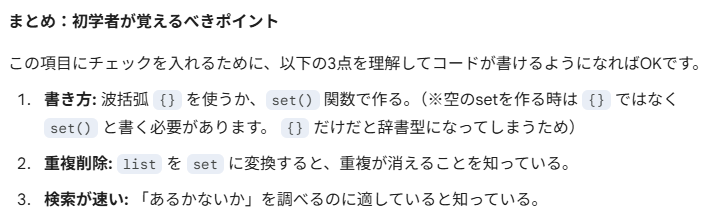 まとめ：初学者が覚えるべきポイント
この項目にチェックを入れるために、以下の3点を理解してコードが書けるようになればOKです。
1. 書き方: 波括弧 {} を使うか、set() 関数で作る。（※空のsetを作る時は {} ではなく
set() と書く必要があります。 {} だけだと辞書型になってしまうため）
2. 重複削除: list を set に変換すると、重複が消えることを知っている。
3. 検索が速い: 「あるかないか」を調べるのに適していると知っている。